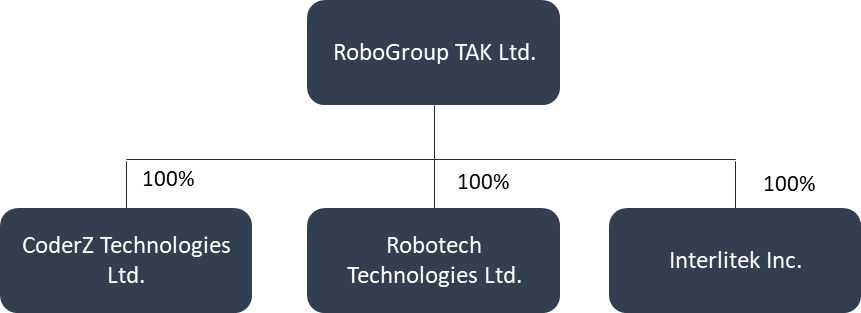 RoboGroup TAK Ltd.
100%
100%
100%
CoderZ Technologies
Ltd.
Robotech
Technologies Ltd.
Interlitek Inc.